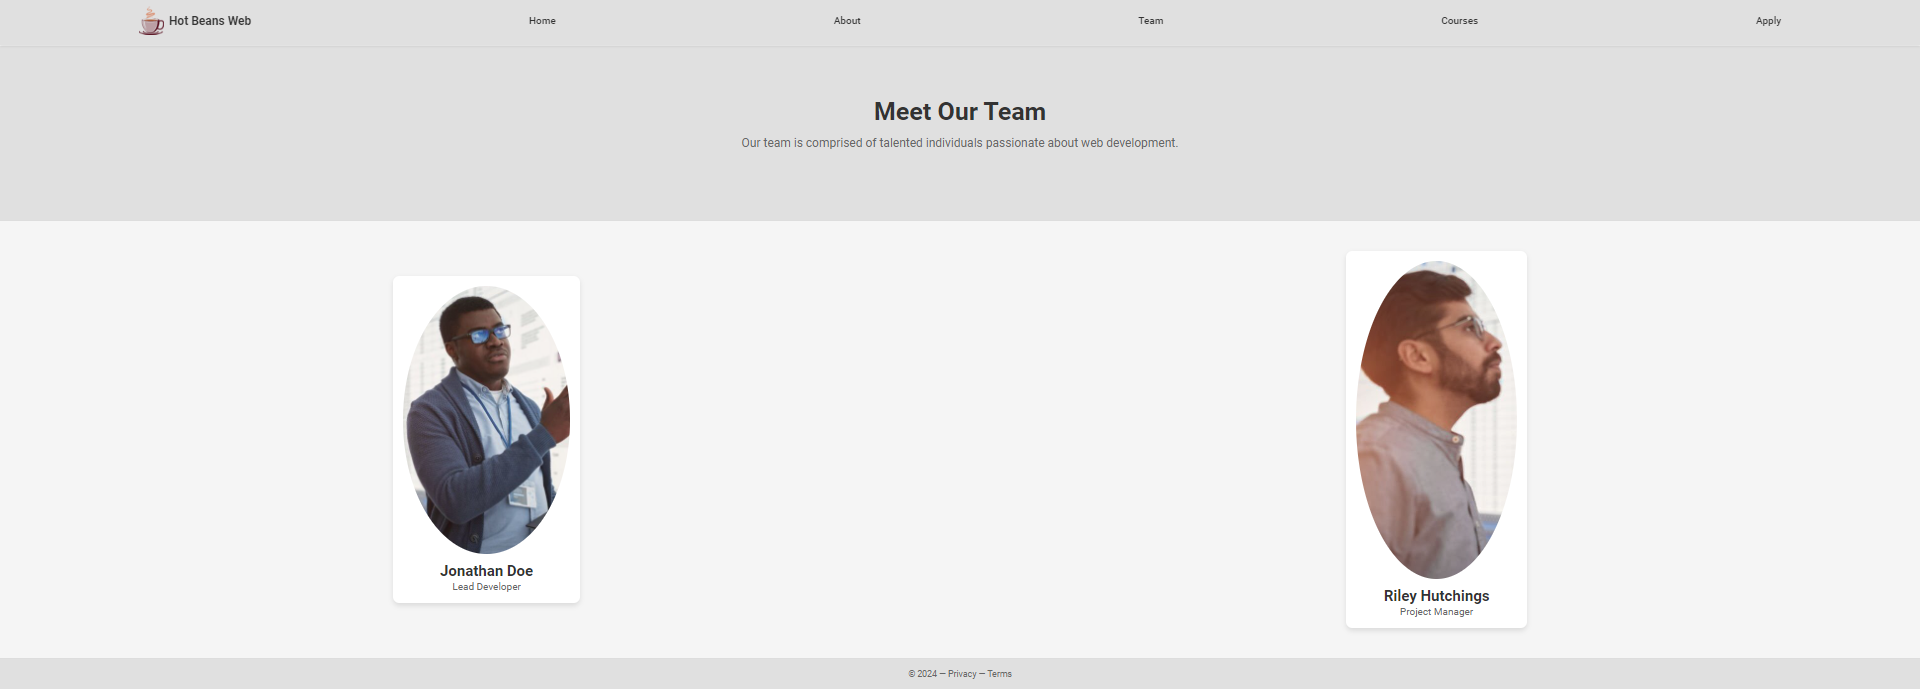 Hot Beans Web
Home
About
Team
Courses
Apply
Meet Our Team
Our team is comprised of talented individuals passionate about web development.
Jonathan Doe
Lead Developer
Riley Hutchings
Project Manager
© 2024 — Privacy — Terms